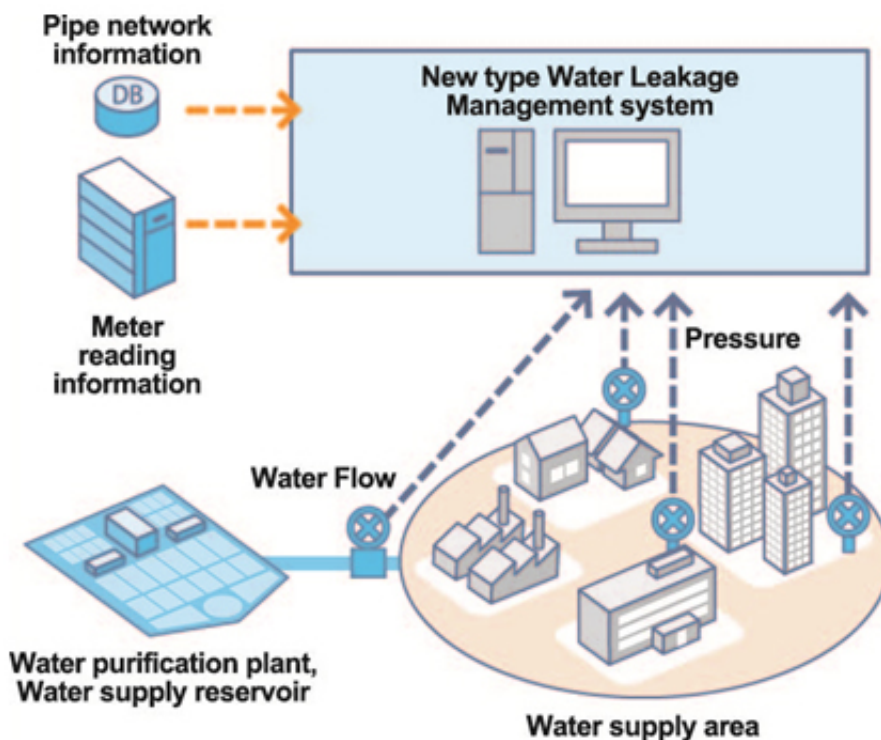 Pipe network
information
DB
New type Water Leakage
Management system
Meter
reading
information
Pressure
Water Flow
Water purification plant,
Water supply reservoir
Water supply area